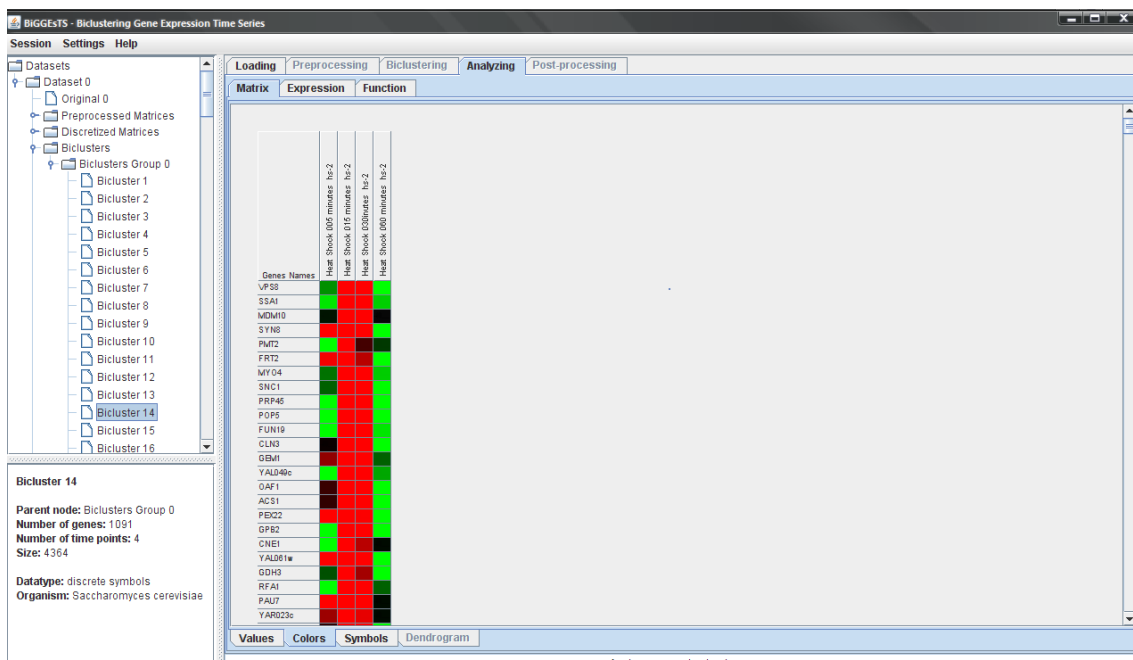 BiGGEsTS - Biclustering Gene Expression Time Series
Session Settings Help
Datasets
Dataset 0
Original 0
Preprocessed Matrices
Discretized Matrices
Biclusters
Biclusters Group 0
Bicluster 1
Bicluster 2
Bicluster 3
Bicluster 4
Bicluster 5
Bicluster 6
Bicluster 7
Bicluster 8
Bicluster 9
Bicluster 10
Bicluster 11
Bicluster 12
Bicluster 13
Bicluster 14
Bicluster 15
Bicluster 16
Bicluster 14
Parent node: Biclusters Group 0
Number of genes: 1091
Number of time points: 4
Size: 4364
Datatype: discrete symbols
Organism: Saccharomyces cerevisiae
Loading Preprocessing Biclustering Analyzing Post-processing
Matrix Expression Function
Genes Names
Heat Shock 005 minutes hs-2
Heat Shock 015 minutes hs-2
Heat Shock 030inutes hs-2
Heat Shock 060 minutes hs-2
VPS8
SSA1
MDM10
SYN8
PMT2
FRT2
MYO4
SNC1
PRP45
POP5
FUN19
CLN3
GEM1
YAL049c
OAF1
ACS1
PEX22
GPB2
CNE1
YAL061w
GDH3
RFA1
PAU7
YAR023c
Values Colors Symbols Dendrogram